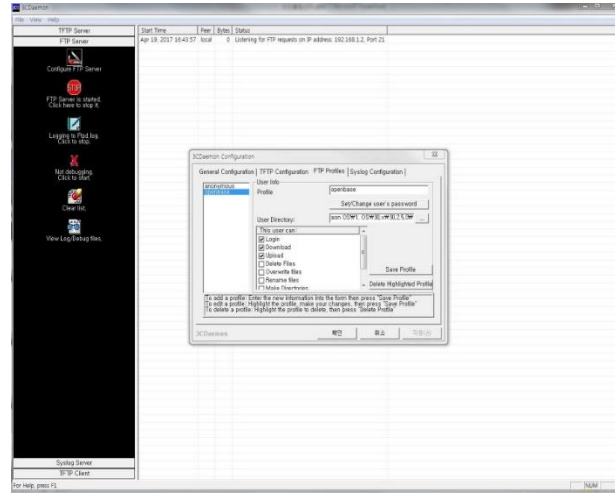 3CDaemon
File View Help
TFTP Server
FTP Server
Configure FTP Server
STOP
FTP Server is started.
Click here to stop it.
Logging to ftpd.log.
Click to stop.
Not debugging.
Click to start.
Clear list.
View Log/Debug files.
Syslog Server
TFTP Client
For Help, press F1
NUM
Start Time Peer Bytes Status
Apr 19, 2017 16:43:57 local 0 Listening for FTP requests on IP address: 192.168.1.2, Port 21
3CDaemon Configuration
General Configuration TFTP Configuration FTP Profiles Syslog Configuration
anonymous
openbase
User Info
Profile
openbase
Set/Change user's password
User Directory:
...
This user can:
Login
Download
Upload
Delete Files
Overwrite files
Rename files
Make Directories
Save Profile
Delete Highlighted Profile
To add a profile: Enter the new information into the form then press "Save Profile"
To edit a profile: Highlight the profile, make your changes, then press "Save Profile"
To delete a profile: Highlight the profile to delete, then press "Delete Profile"
3CDaemon
확인
취소